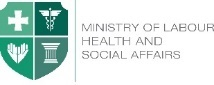 MINISTRY OF LABOUR
HEALTH AND
SOCIAL AFFAIRS